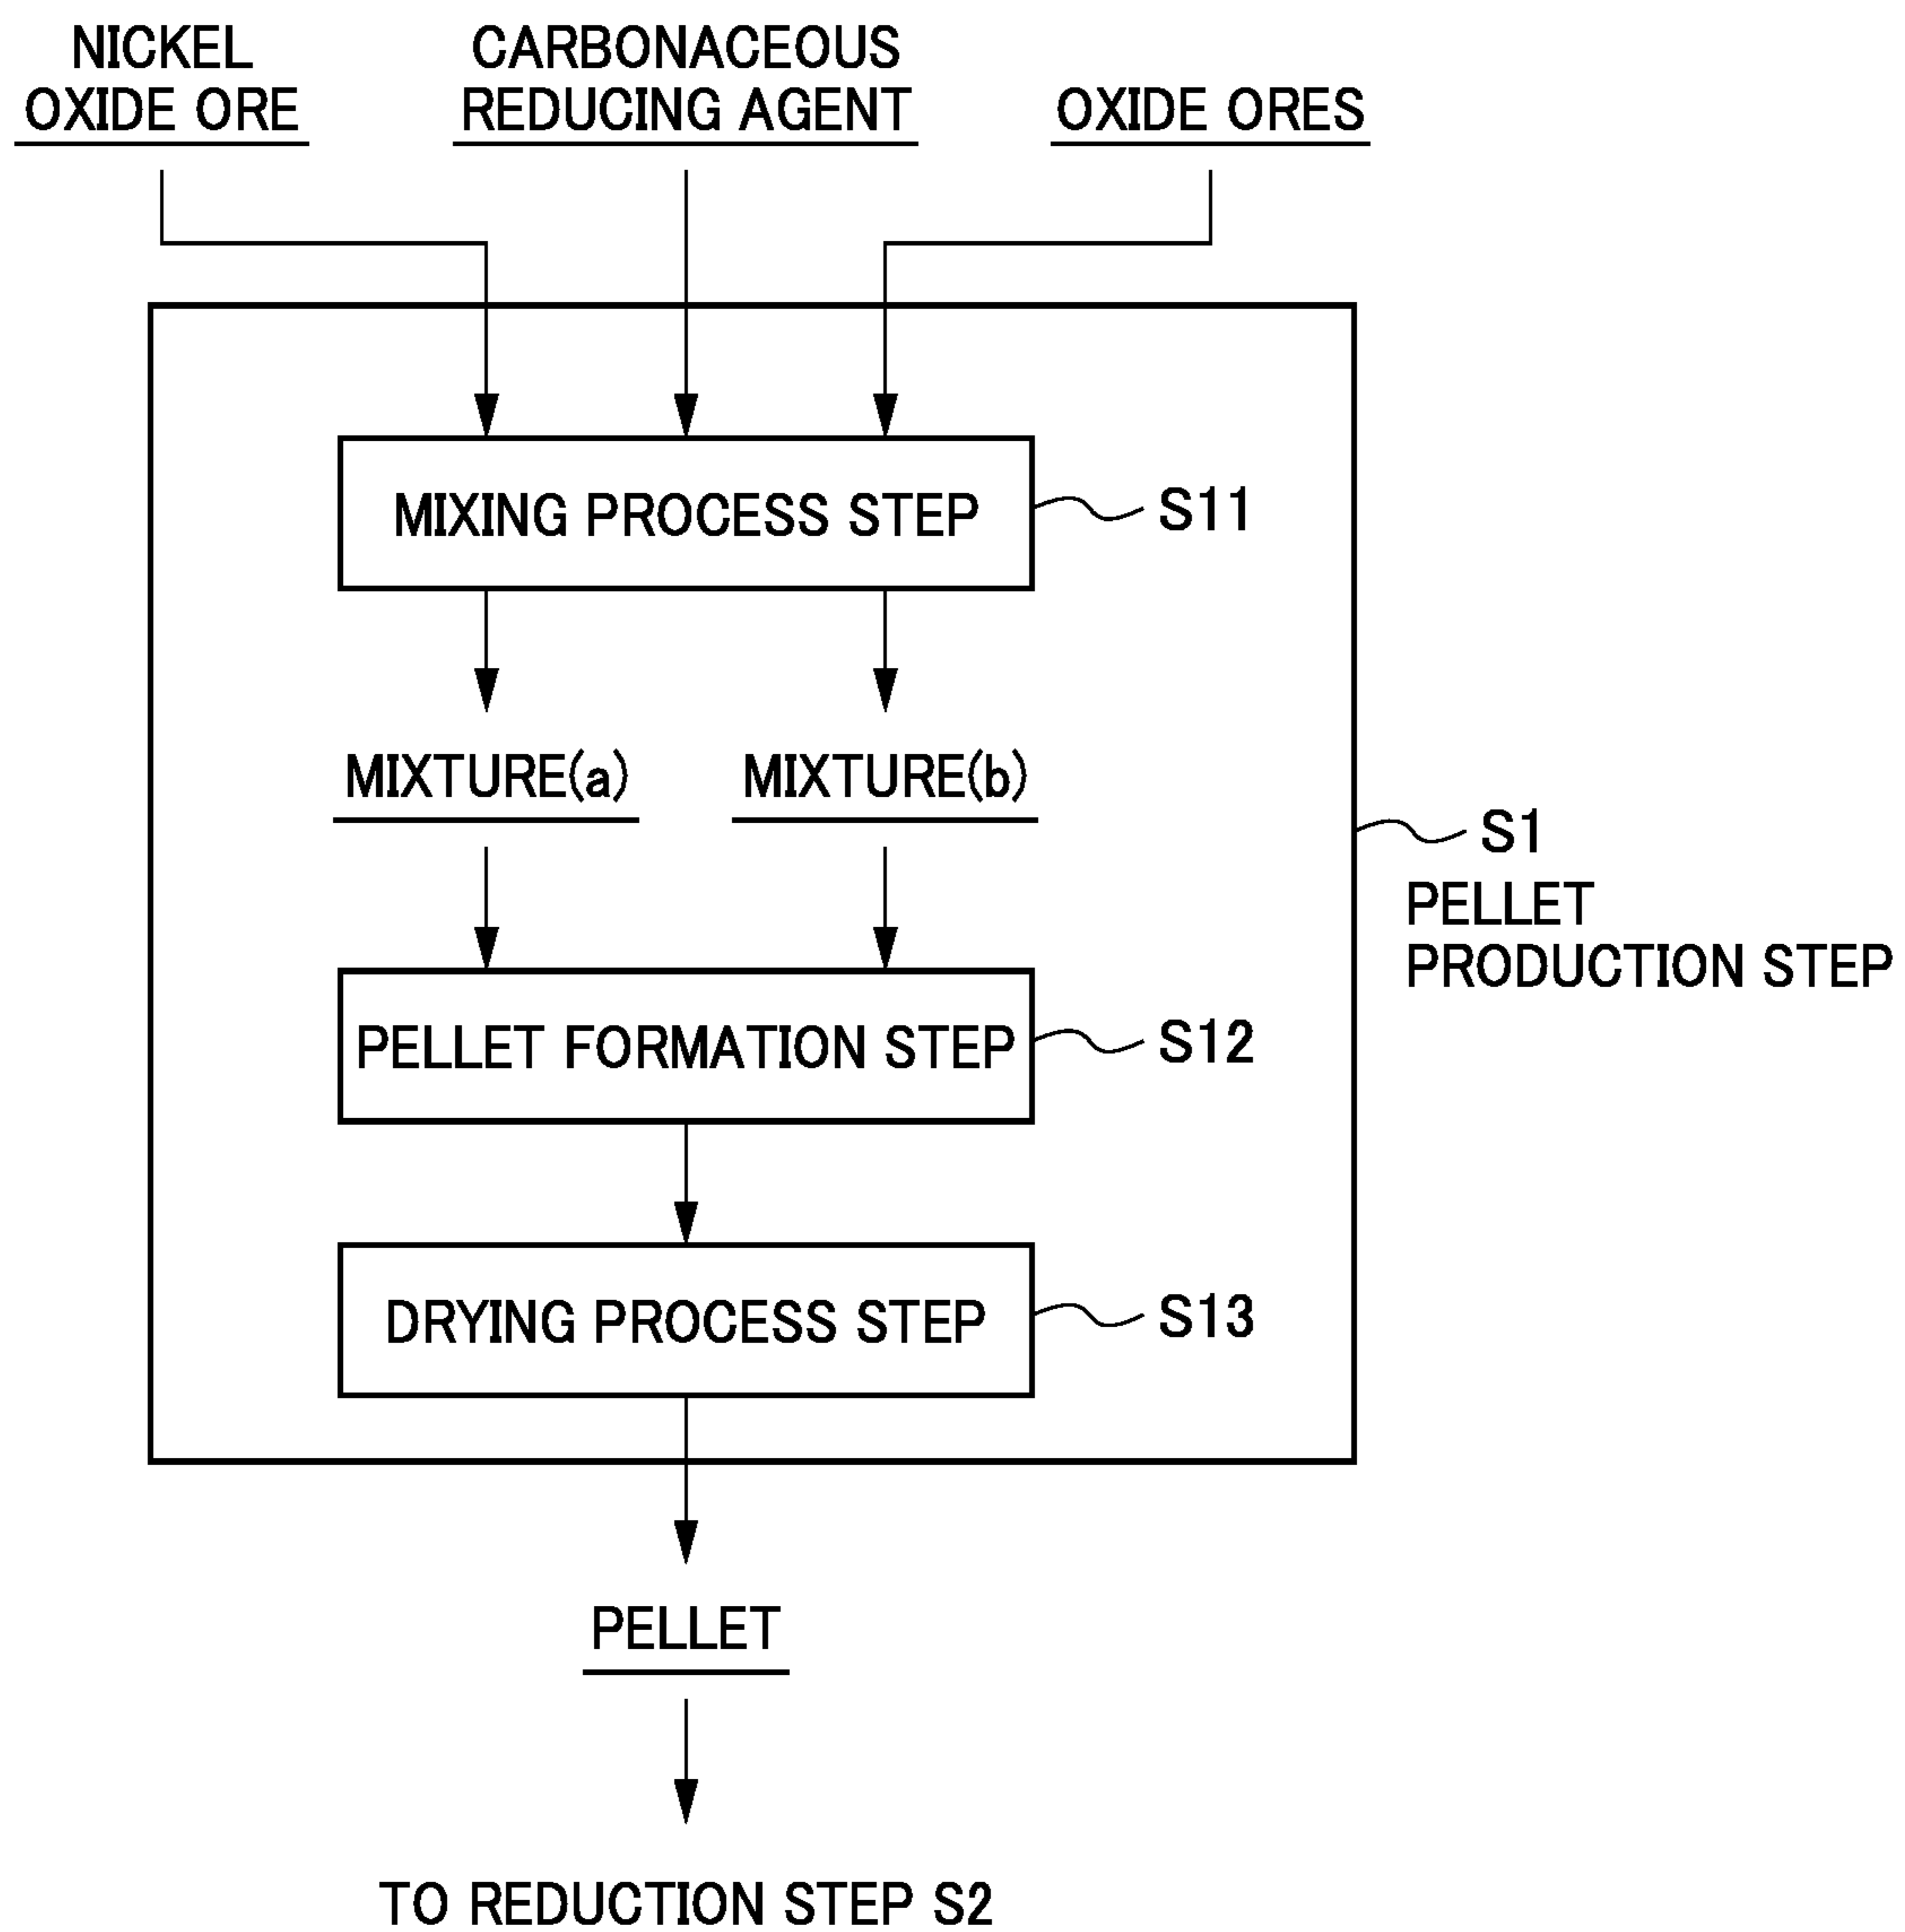 NICKEL
OXIDE ORE
CARBONACEOUS
REDUCING AGENT
OXIDE ORES
MIXING PROCESS STEP
S11
MIXTURE(a)
MIXTURE(b)
S1
PELLET
PRODUCTION STEP
PELLET FORMATION STEP
S12
DRYING PROCESS STEP
S13
PELLET
TO REDUCTION STEP S2